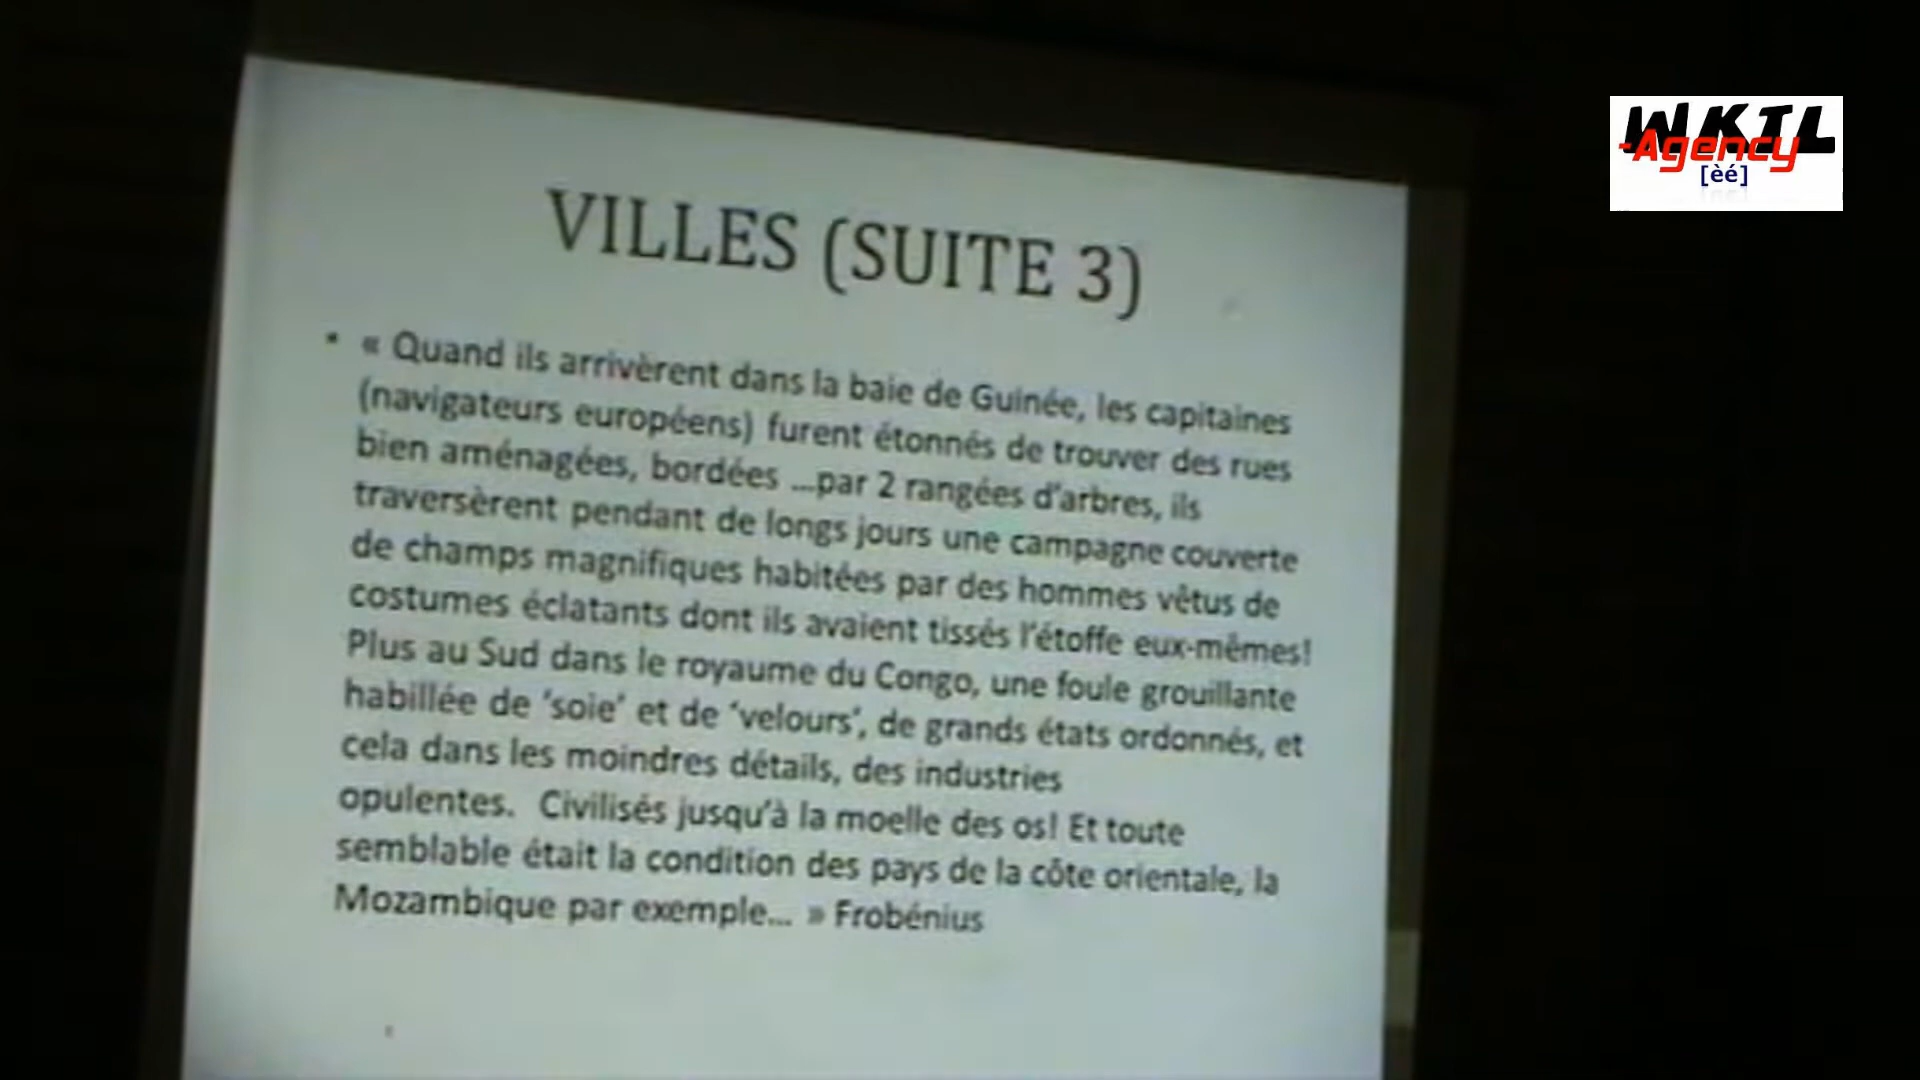 WKTL
-Agency
[èé]
VILLES (SUITE 3)
• « Quand ils arrivèrent dans la baie de Guinée, les capitaines
(navigateurs européens) furent étonnés de trouver des rues
bien aménagées, bordées ...par 2 rangées d'arbres, ils
traversèrent pendant de longs jours une campagne couverte
de champs magnifiques habitées par des hommes vêtus de
costumes éclatants dont ils avaient tissés l'étoffe eux-mêmes!
Plus au Sud dans le royaume du Congo, une foule grouillante
habillée de 'soie' et de 'velours', de grands états ordonnés, et
cela dans les moindres détails, des industries
opulentes. Civilisés jusqu'à la moelle des os! Et toute
semblable était la condition des pays de la côte orientale, la
Mozambique par exemple... » Frobénius